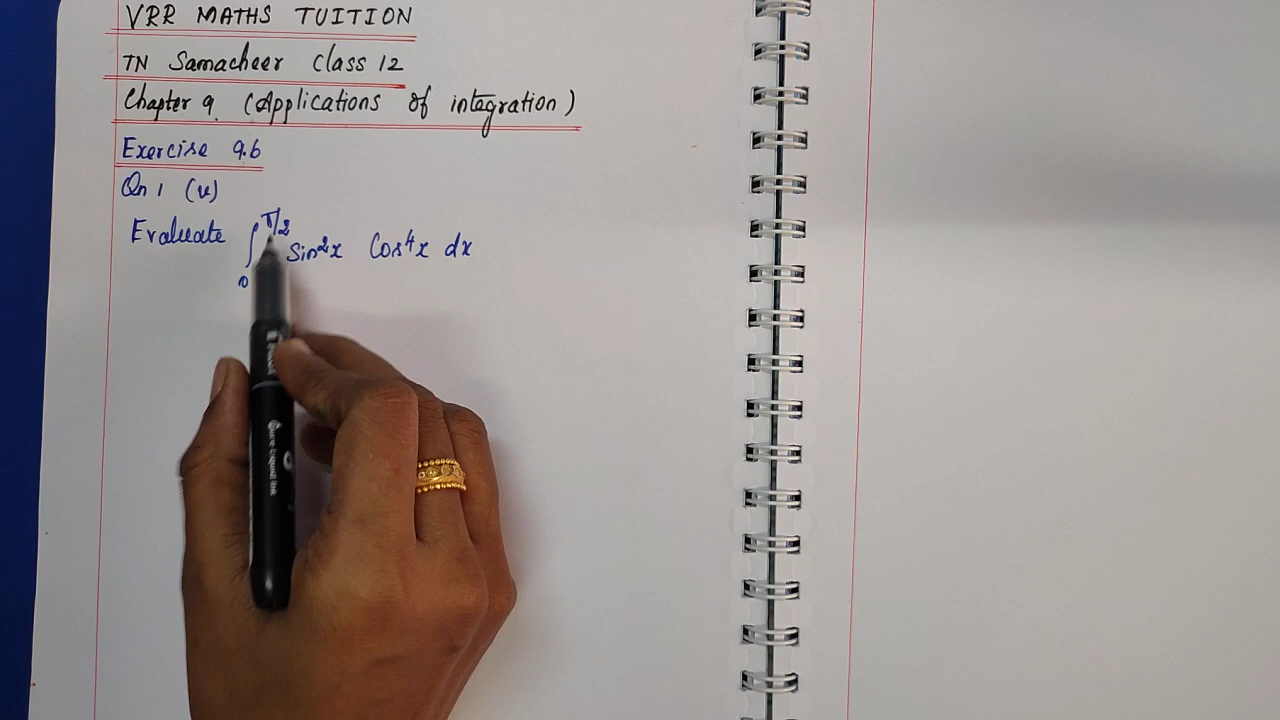 VRR MATHS TUITION
TN Samacheer Class 12
Chapter 9 (Applications of integration)
Exercise 9.6
Qn 1 (v)
Evaluate ∫₀^π/2 Sin²x Cos⁴x dx